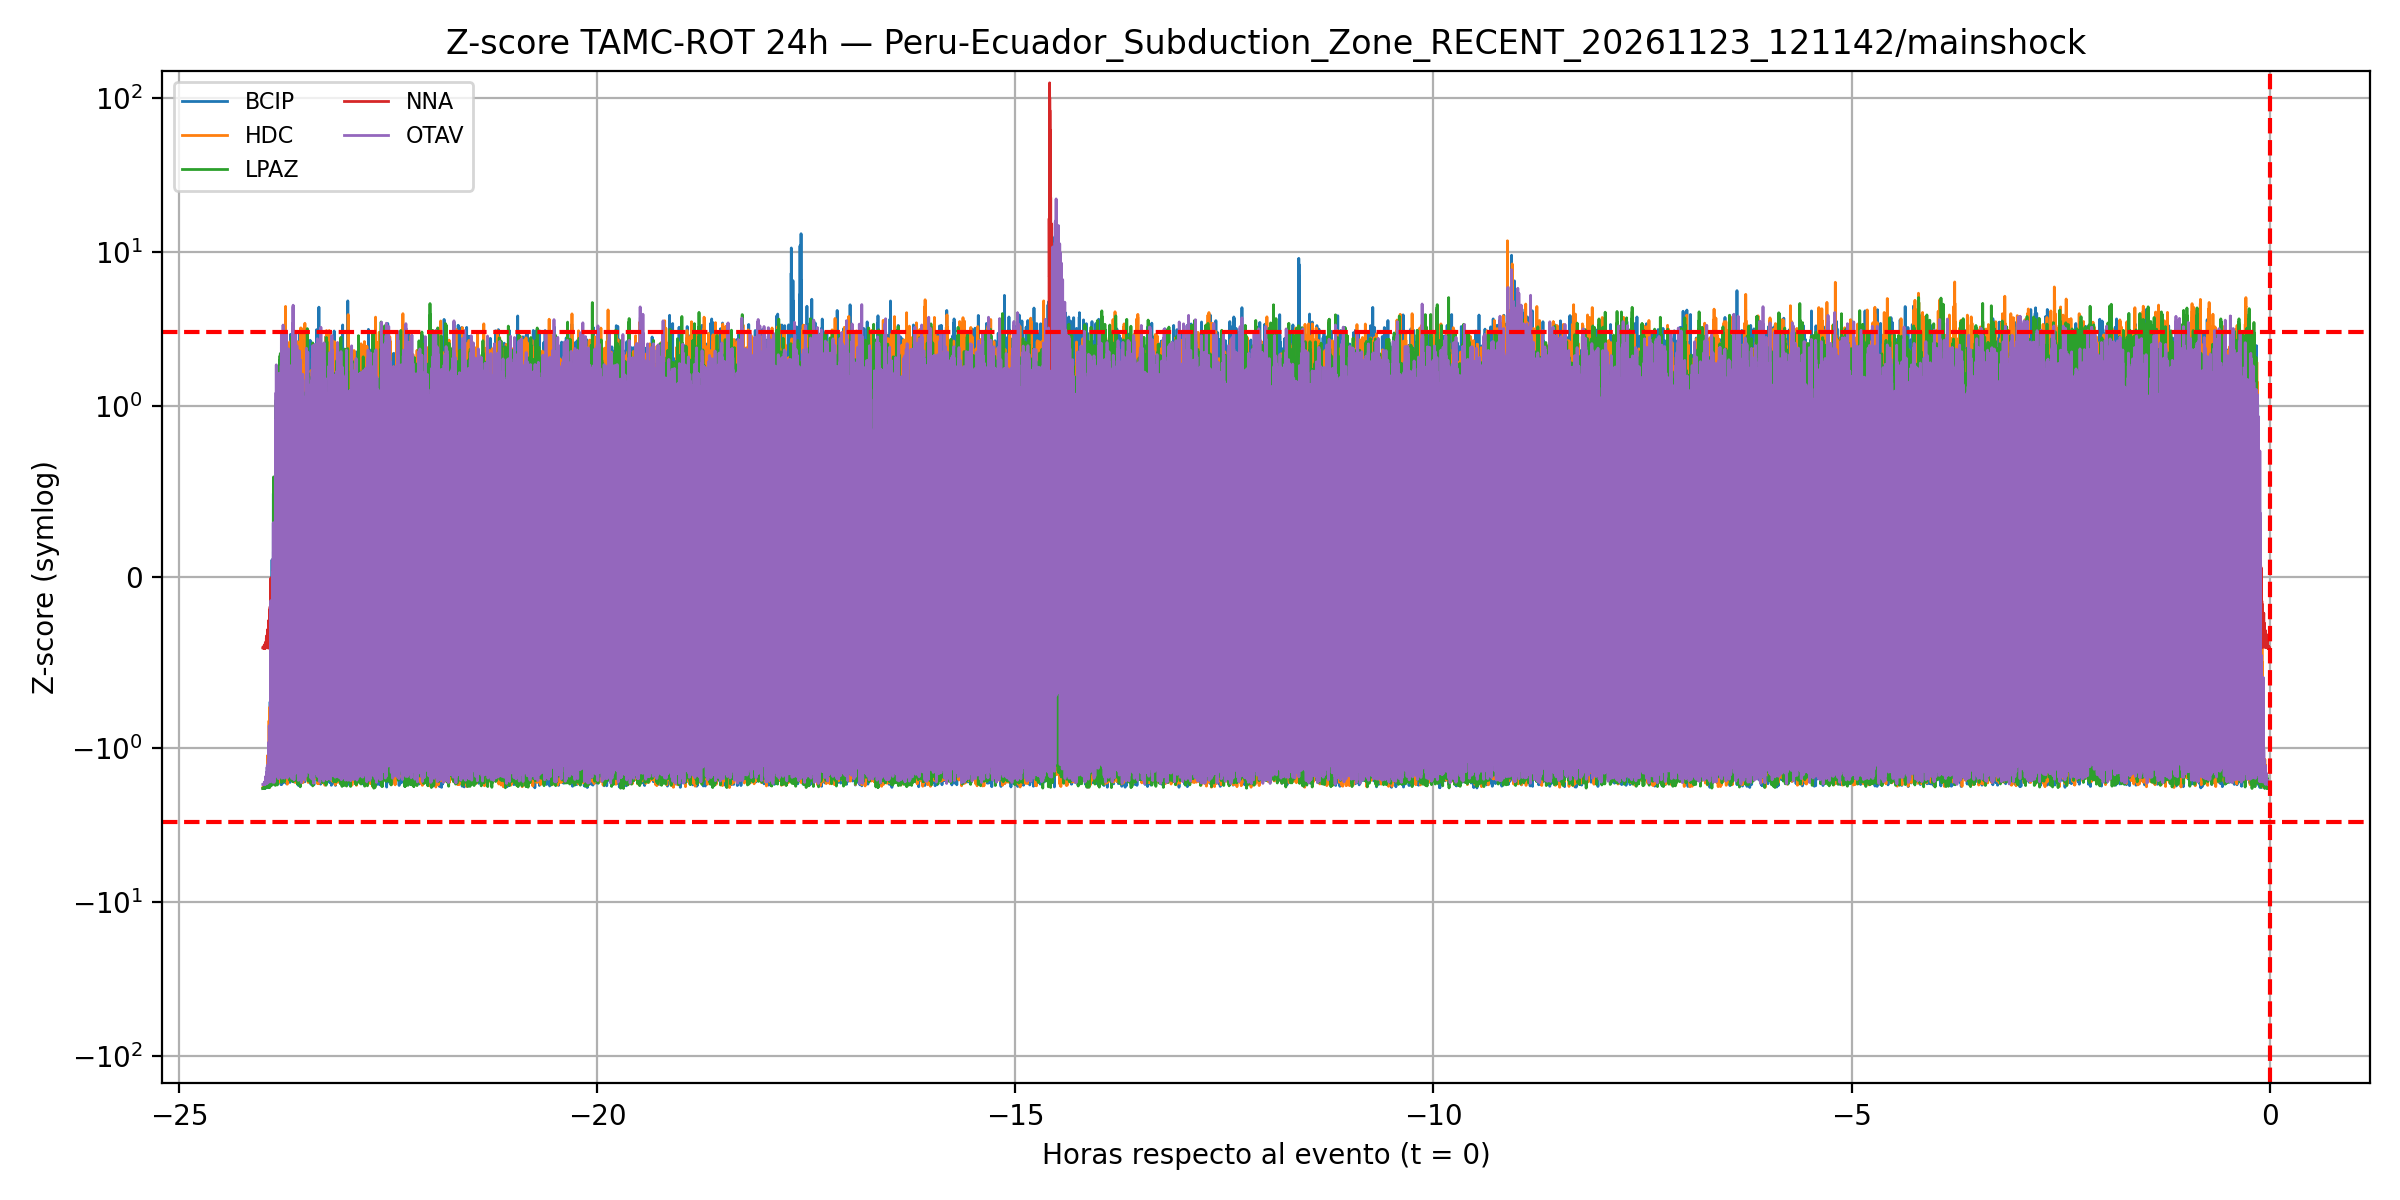 Z-score TAMC-ROT 24h — Peru-Ecuador_Subduction_Zone_RECENT_20261123_121142/mainshock
BCIP
HDC
LPAZ
NNA
OTAV
10²
10¹
10⁰
0
−10⁰
−10¹
−10²
Z-score (symlog)
−25
−20
−15
−10
−5
0
Horas respecto al evento (t = 0)